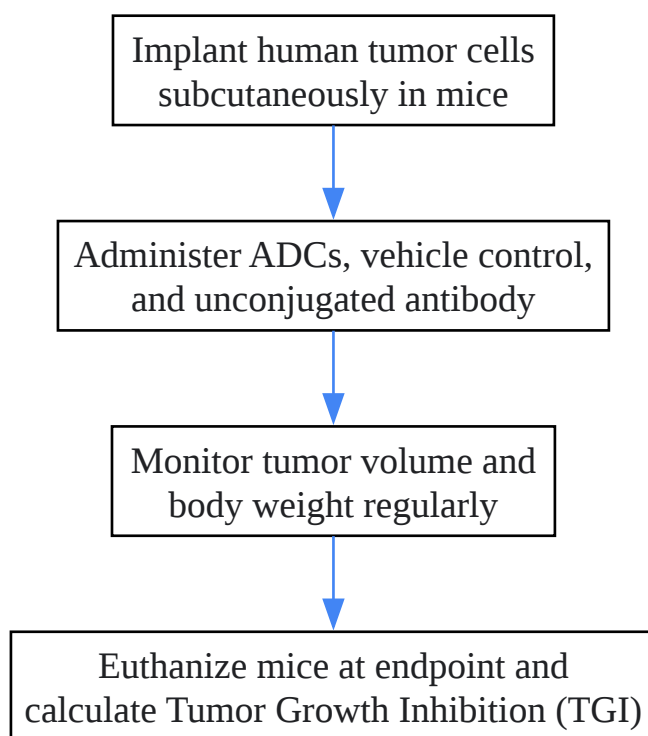 Implant human tumor cells
subcutaneously in mice
Administer ADCs, vehicle control,
and unconjugated antibody
Monitor tumor volume and
body weight regularly
Euthanize mice at endpoint and
calculate Tumor Growth Inhibition (TGI)